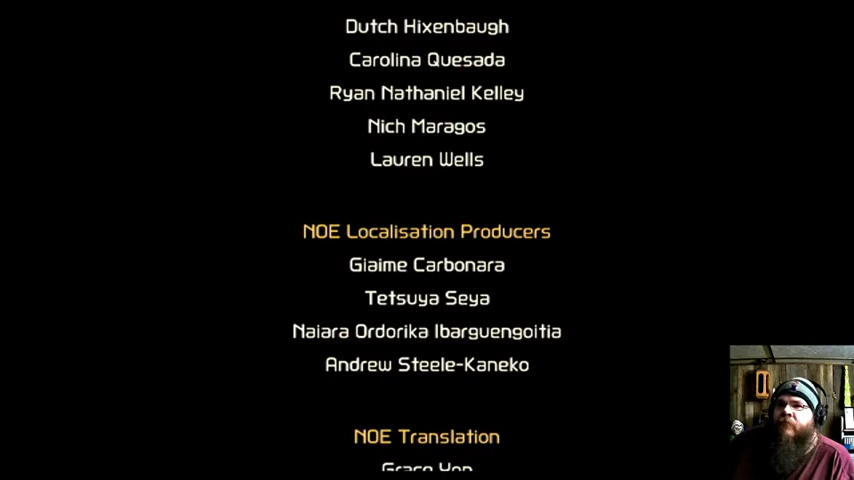 Dutch Hixenbaugh
Carolina Quesada
Ryan Nathaniel Kelley
Nich Maragos
Lauren Wells
NOE Localisation Producers
Giaime Carbonara
Tetsuya Seya
Naiara Ordorika Ibarguengoitia
Andrew Steele-Kaneko
NOE Translation